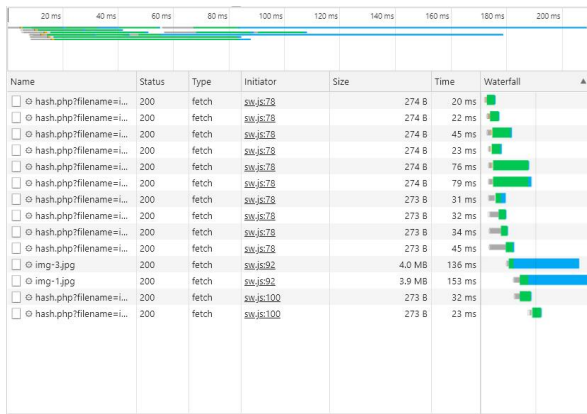 20 ms 40 ms 60 ms 80 ms 100 ms 120 ms 140 ms 160 ms 180 ms 200 ms
Name Status Type Initiator Size Time Waterfall
hash.php?filename=i... 200 fetch sw.js:78 274 B 20 ms
hash.php?filename=i... 200 fetch sw.js:78 274 B 22 ms
hash.php?filename=i... 200 fetch sw.js:78 274 B 45 ms
hash.php?filename=i... 200 fetch sw.js:78 274 B 23 ms
hash.php?filename=i... 200 fetch sw.js:78 274 B 76 ms
hash.php?filename=i... 200 fetch sw.js:78 274 B 79 ms
hash.php?filename=i... 200 fetch sw.js:78 273 B 31 ms
hash.php?filename=i... 200 fetch sw.js:78 273 B 32 ms
hash.php?filename=i... 200 fetch sw.js:78 273 B 34 ms
hash.php?filename=i... 200 fetch sw.js:78 273 B 45 ms
img-3.jpg 200 fetch sw.js:92 4.0 MB 136 ms
img-1.jpg 200 fetch sw.js:92 3.9 MB 153 ms
hash.php?filename=i... 200 fetch sw.js:100 273 B 32 ms
hash.php?filename=i... 200 fetch sw.js:100 273 B 23 ms